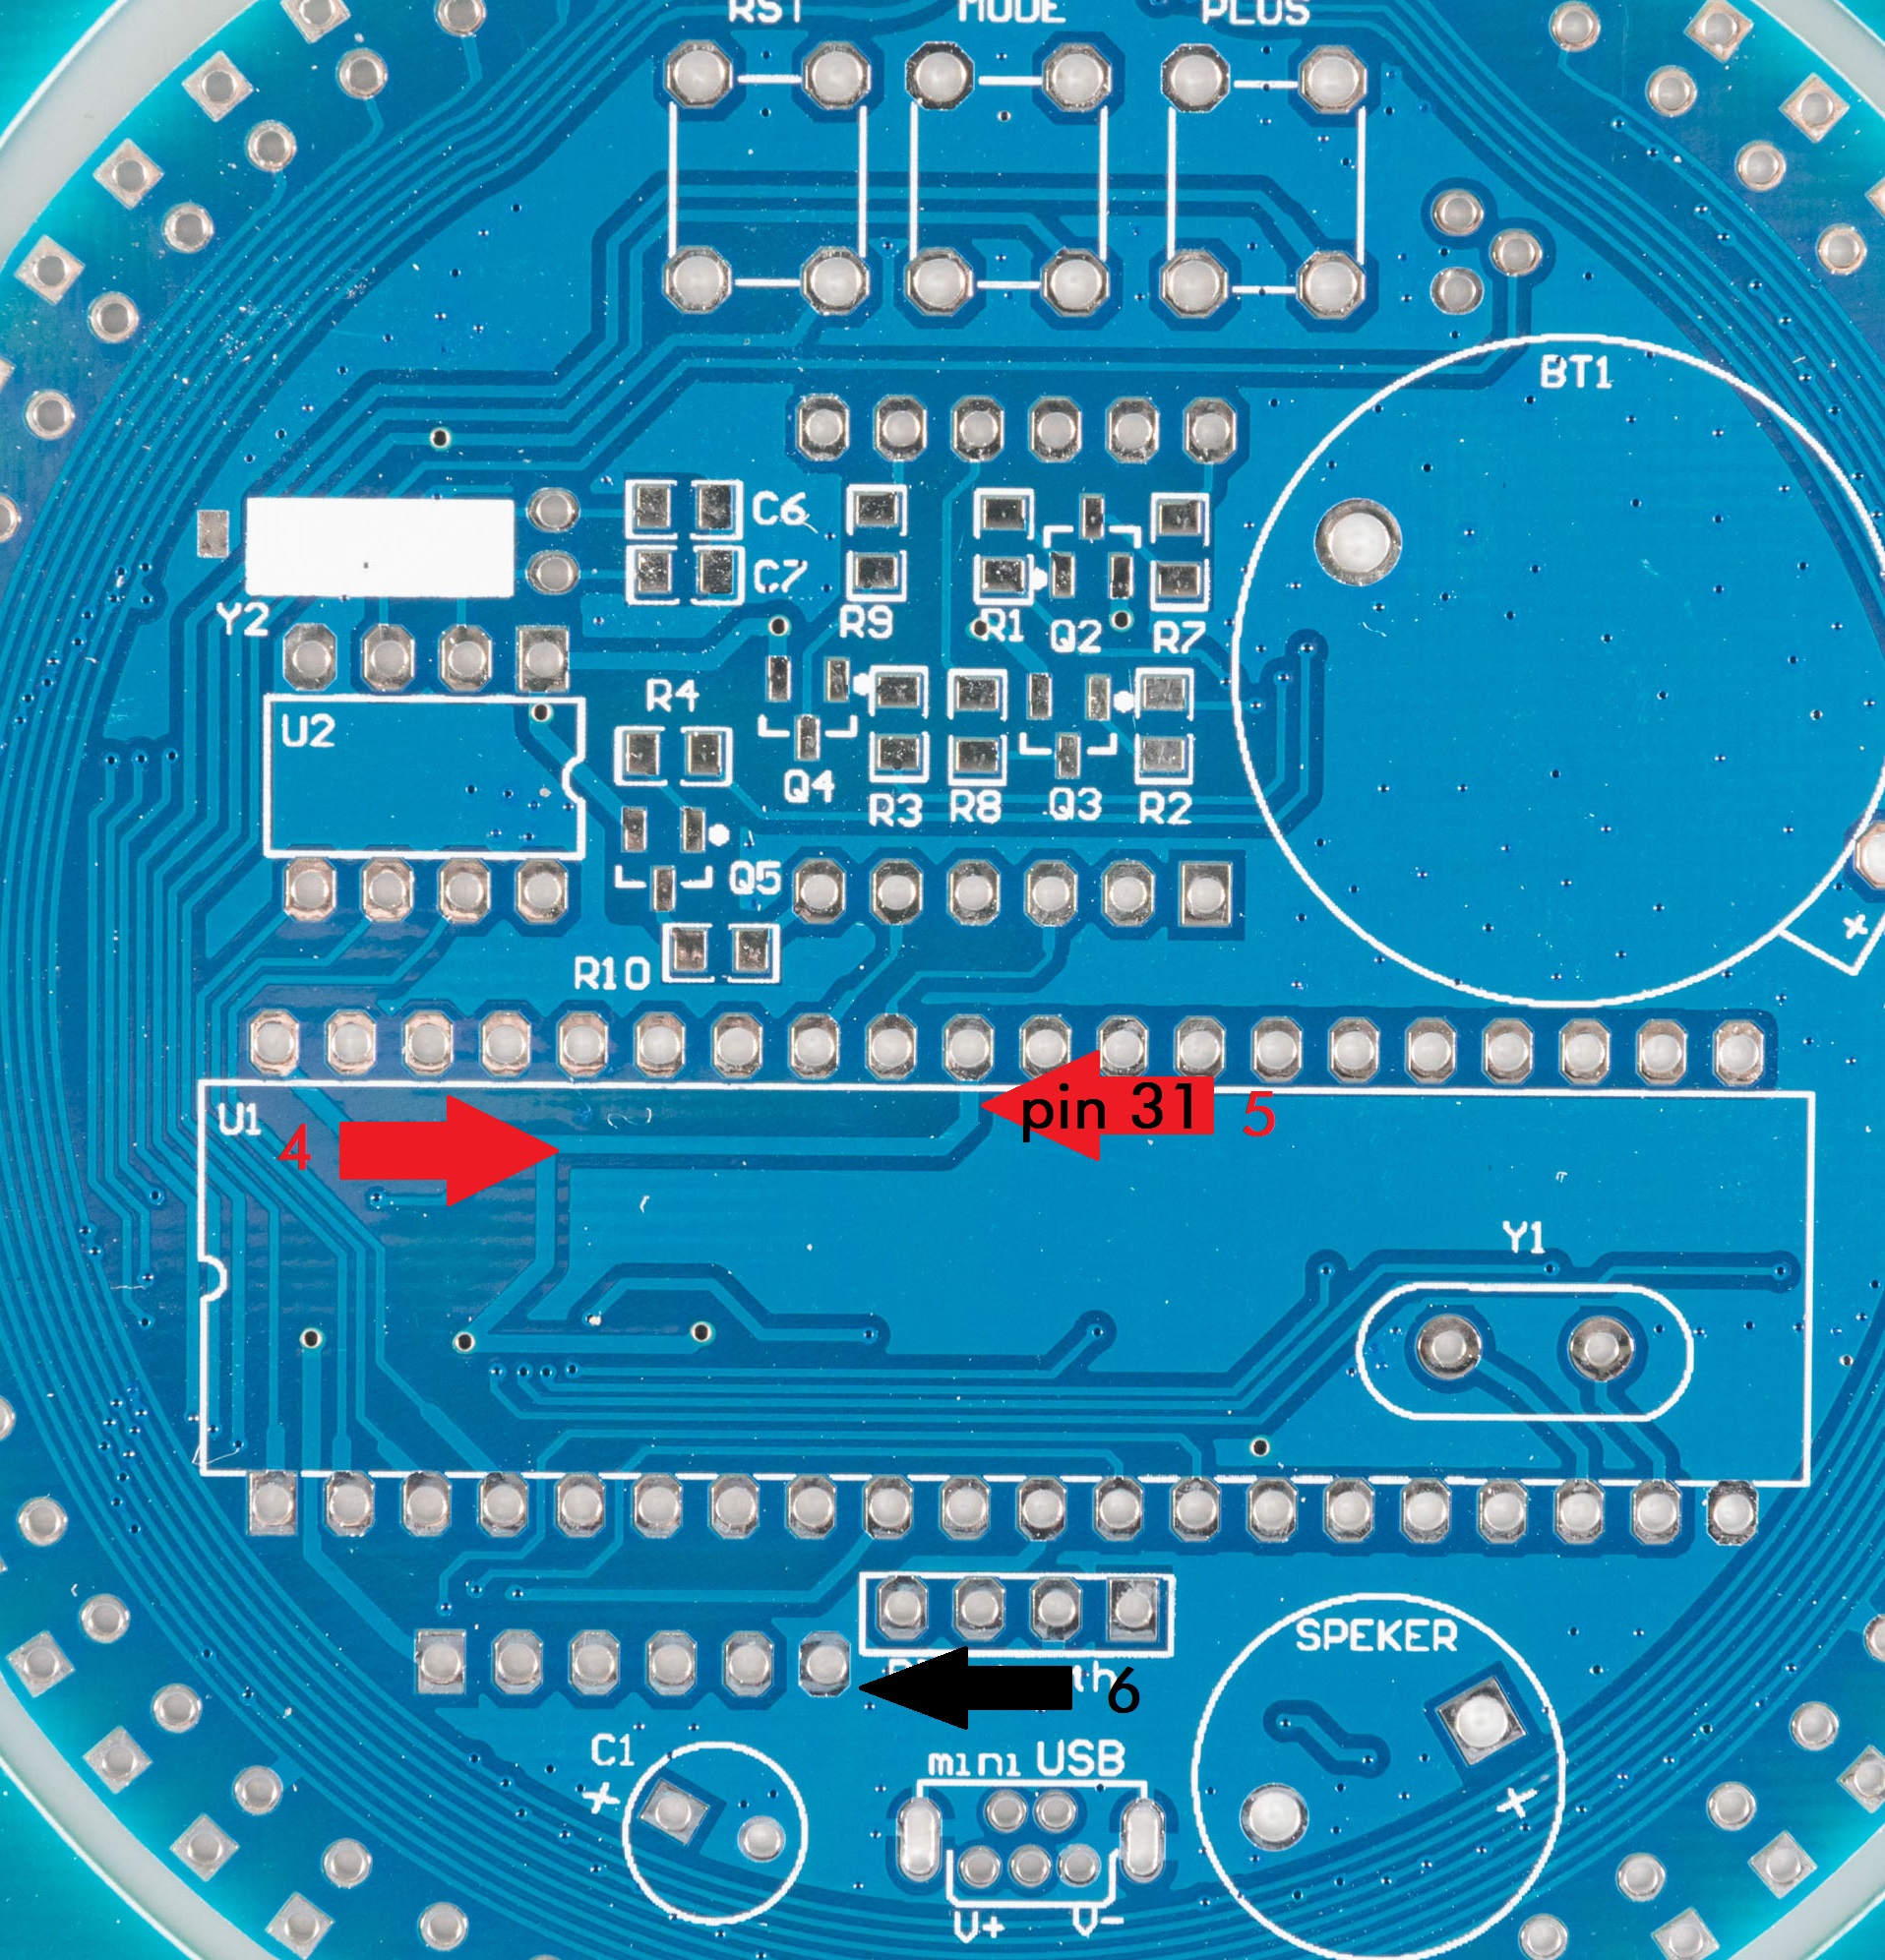 RST
MODE
PLUS
BT1
C6
C7
Y2
R9
R1
Q2
R7
R4
U2
Q4
R3
R8
Q3
R2
Q5
+
R10
U1
4
pin 31
5
Y1
SPEKER
6
C1
+
mini USB
+
V+
V-